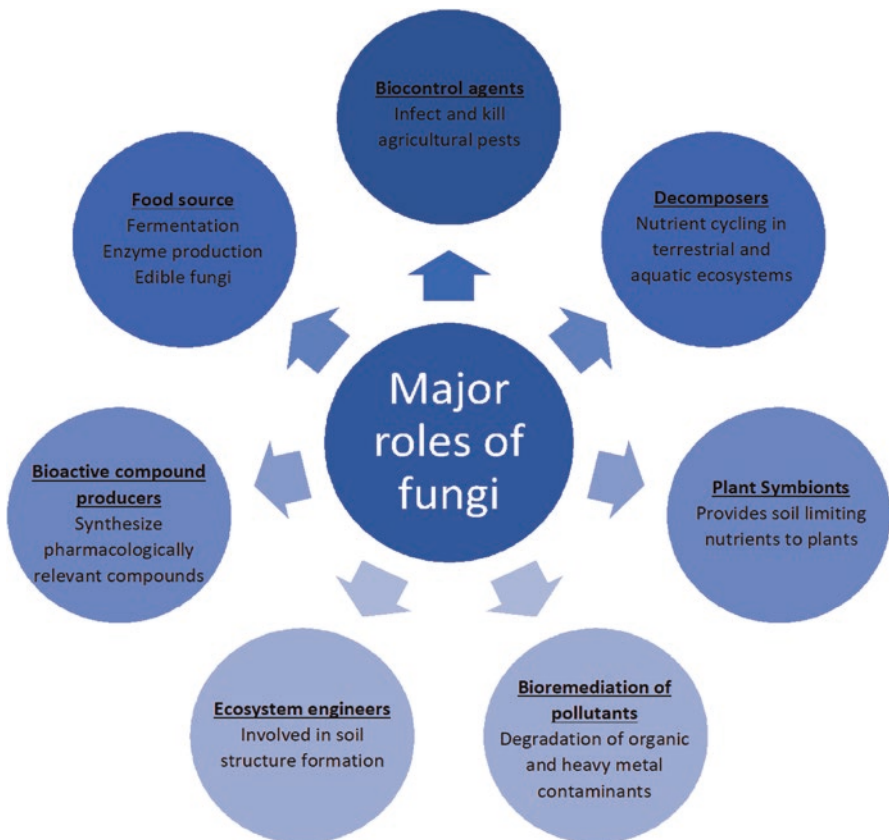 Biocontrol agents
Infect and kill
agricultural pests
Food source
Fermentation
Enzyme production
Edible fungi
Decomposers
Nutrient cycling in
terrestrial and
aquatic ecosystems
Major
roles of
fungi
Bioactive compound
producers
Synthesize
pharmacologically
relevant compounds
Plant Symbionts
Provides soil limiting
nutrients to plants
Ecosystem engineers
Involved in soil
structure formation
Bioremediation of
pollutants
Degradation of organic
and heavy metal
contaminants